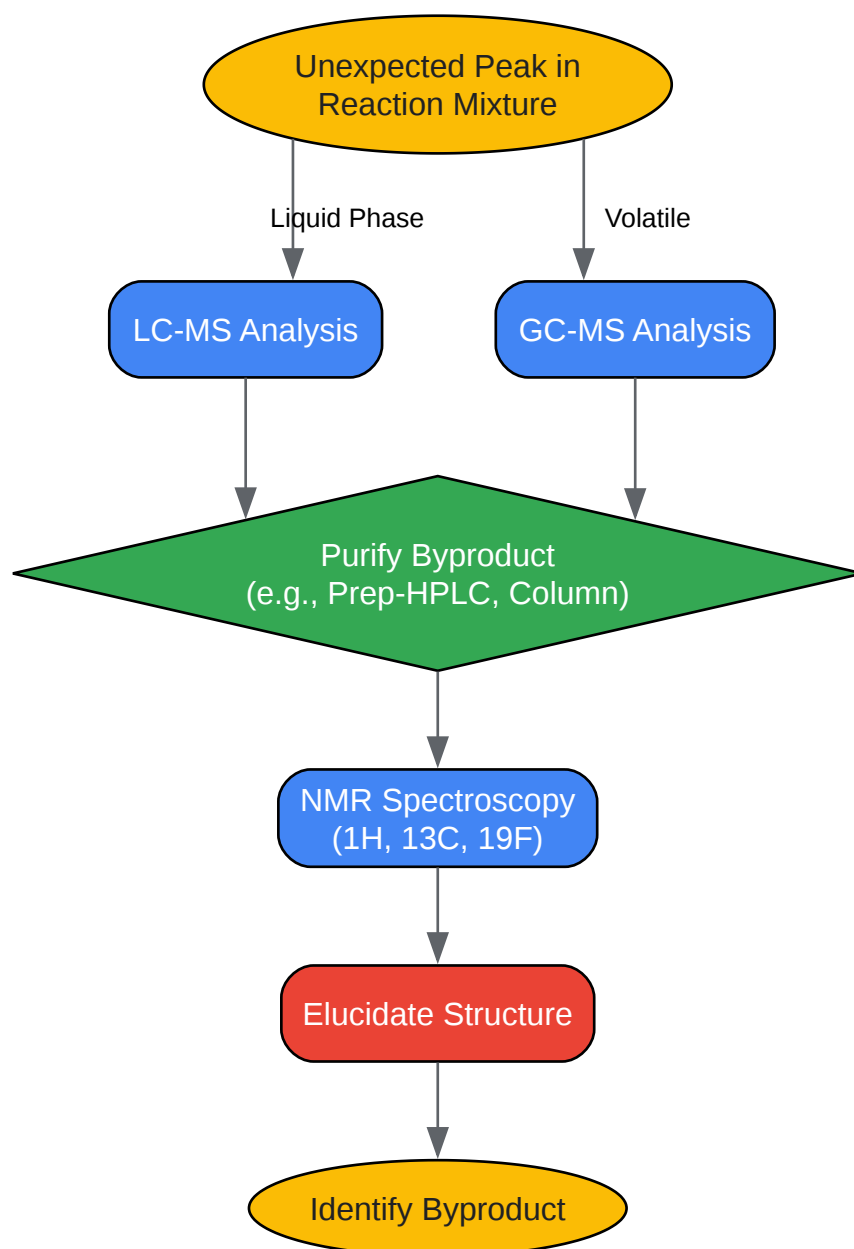 Unexpected Peak in
Reaction Mixture
Liquid Phase
Volatile
LC-MS Analysis
GC-MS Analysis
Purify Byproduct
(e.g., Prep-HPLC, Column)
NMR Spectroscopy
(1H, 13C, 19F)
Elucidate Structure
Identify Byproduct